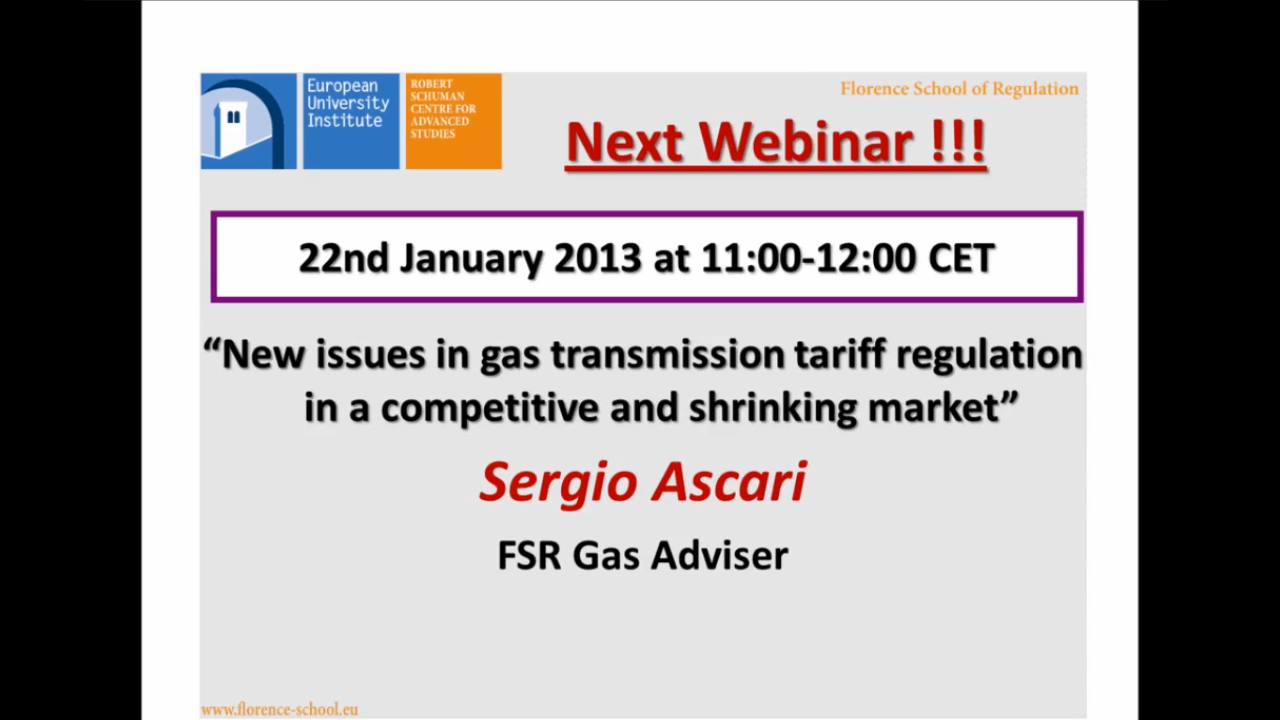 European
University
Institute
ROBERT
SCHUMAN
CENTRE FOR
ADVANCED
STUDIES
Florence School of Regulation
Next Webinar !!!
22nd January 2013 at 11:00-12:00 CET
“New issues in gas transmission tariff regulation
in a competitive and shrinking market”
Sergio Ascari
FSR Gas Adviser
www.florence-school.eu